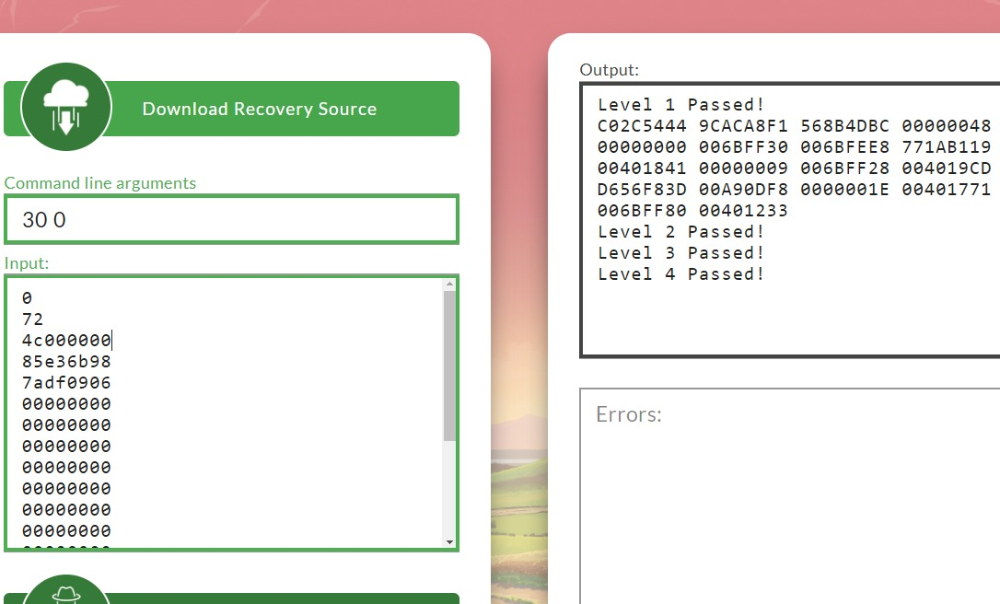 Download Recovery Source
Command line arguments
30 0
Input:
0
72
4c000000
85e36b98
7adf0906
00000000
00000000
00000000
00000000
00000000
00000000
00000000
Output:
Level 1 Passed!
C02C5444 9CACA8F1 568B4DBC 00000048
00000000 006BFF30 006BFEE8 771AB119
00401841 00000009 006BFF28 004019CD
D656F83D 00A90DF8 0000001E 00401771
006BFF80 00401233
Level 2 Passed!
Level 3 Passed!
Level 4 Passed!
Errors: